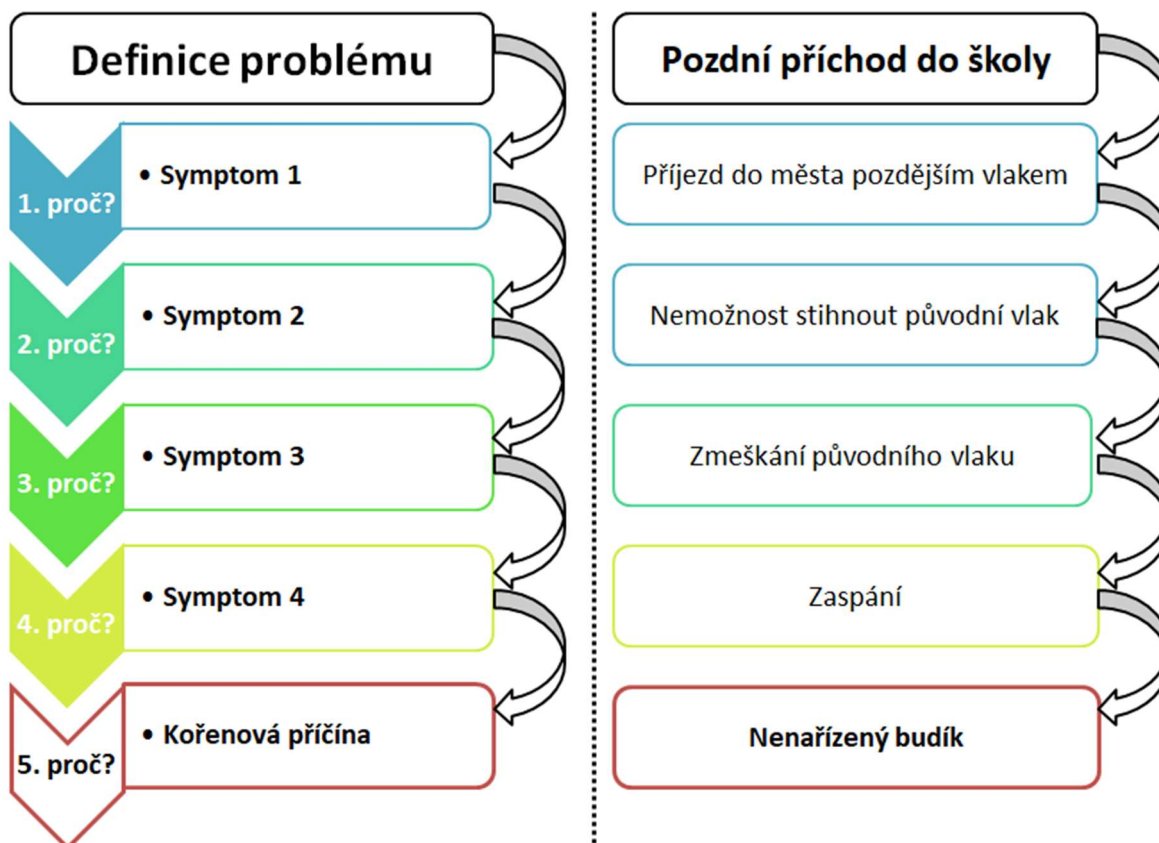 Definice problému
1. proč?
• Symptom 1
2. proč?
• Symptom 2
3. proč?
• Symptom 3
4. proč?
• Symptom 4
5. proč?
• Kořenová příčína
Pozdní příchod do školy
Příjezd do města pozdějším vlakem
Nemožnost stihnout původní vlak
Zmeškání původního vlaku
Zaspání
Nenařízený budík